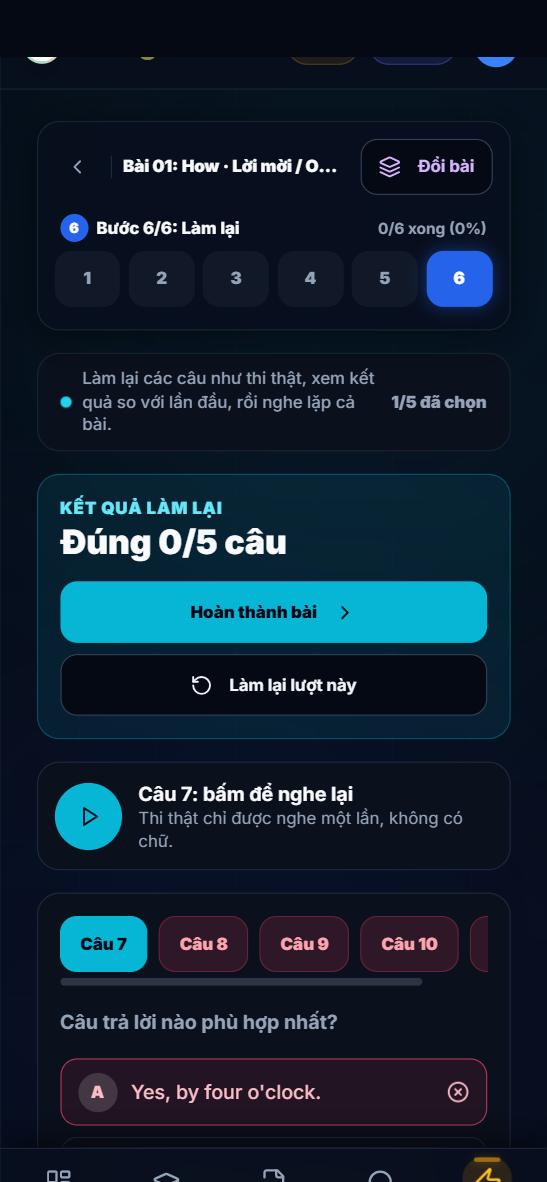 Bài 01: How · Lời mời / O...
Đổi bài
6 Bước 6/6: Làm lại
0/6 xong (0%)
1 2 3 4 5 6
Làm lại các câu như thi thật, xem kết
quả so với lần đầu, rồi nghe lặp cả
bài.
1/5 đã chọn
KẾT QUẢ LÀM LẠI
Đúng 0/5 câu
Hoàn thành bài
Làm lại lượt này
Câu 7: bấm để nghe lại
Thi thật chỉ được nghe một lần, không có
chữ.
Câu 7 Câu 8 Câu 9 Câu 10
Câu trả lời nào phù hợp nhất?
A Yes, by four o'clock.